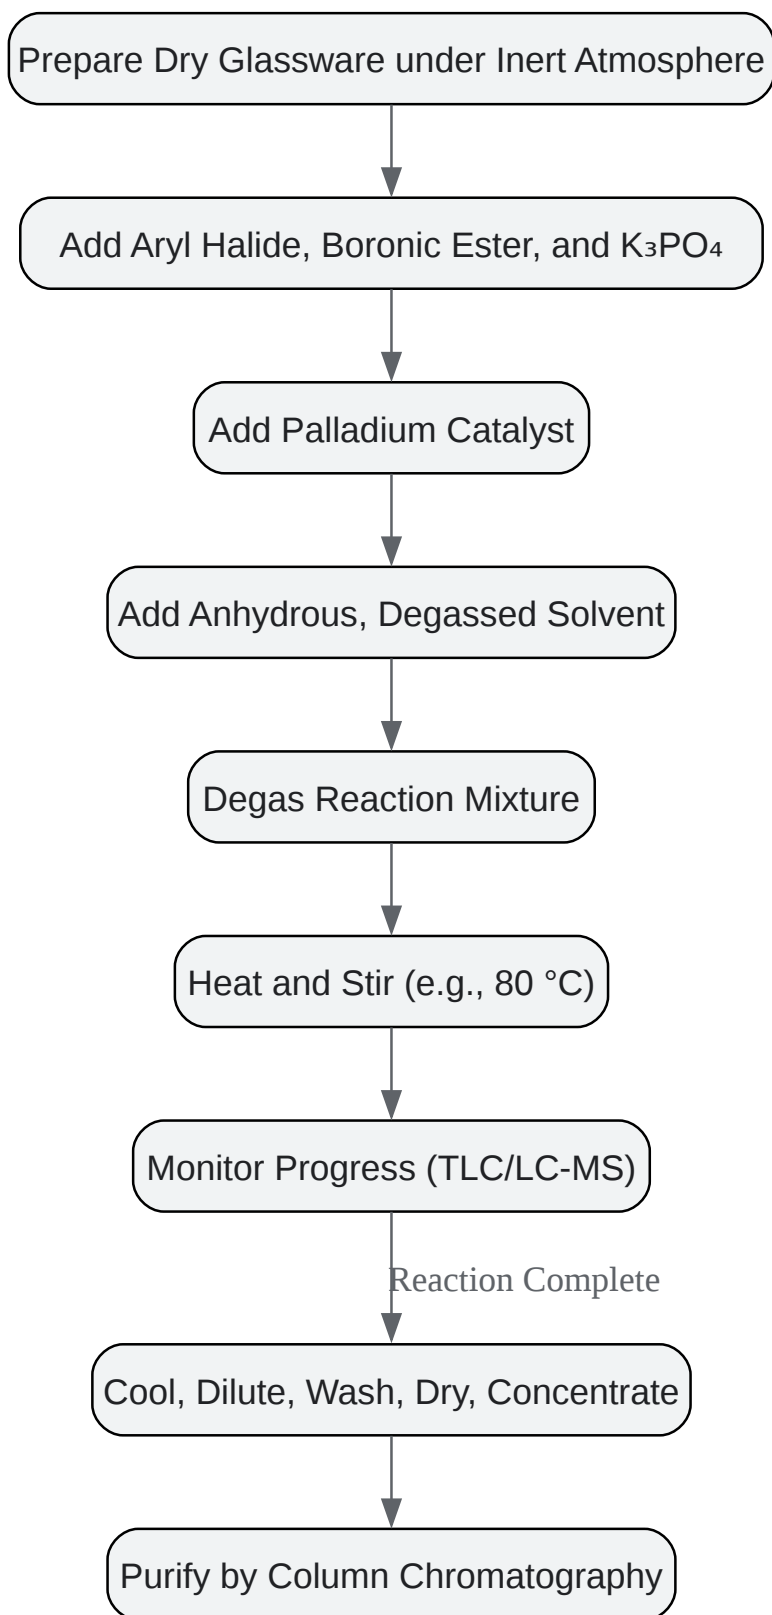 Prepare Dry Glassware under Inert Atmosphere
Add Aryl Halide, Boronic Ester, and K₃PO₄
Add Palladium Catalyst
Add Anhydrous, Degassed Solvent
Degas Reaction Mixture
Heat and Stir (e.g., 80 °C)
Monitor Progress (TLC/LC-MS)
Reaction Complete
Cool, Dilute, Wash, Dry, Concentrate
Purify by Column Chromatography